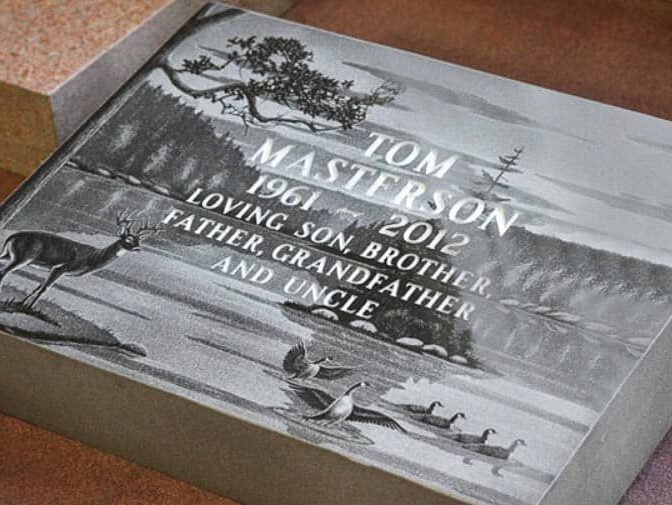 TOM
MASTERSON
1961 ~ 2012
LOVING SON, BROTHER,
FATHER, GRANDFATHER
AND UNCLE